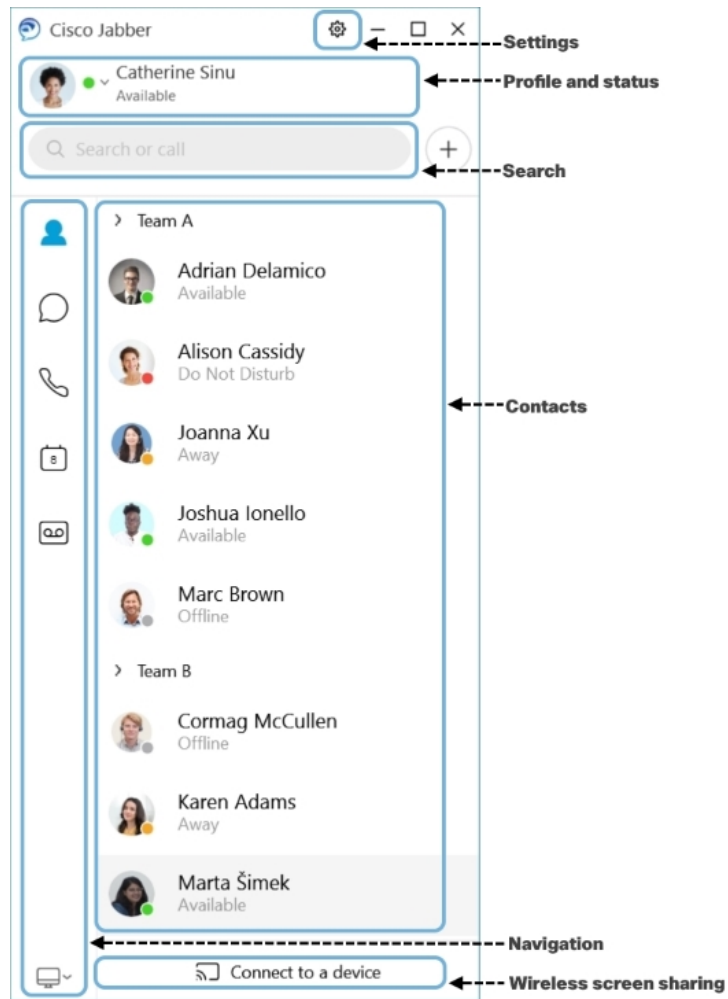 Cisco Jabber
Settings
Catherine Sinu
Available
Profile and status
Search or call
Search
Team A
Adrian Delamico
Available
Alison Cassidy
Do Not Disturb
Contacts
Joanna Xu
Away
8
Joshua Ionello
Available
Marc Brown
Offline
Team B
Cormag McCullen
Offline
Karen Adams
Away
Marta Šimek
Available
Navigation
Connect to a device
Wireless screen sharing